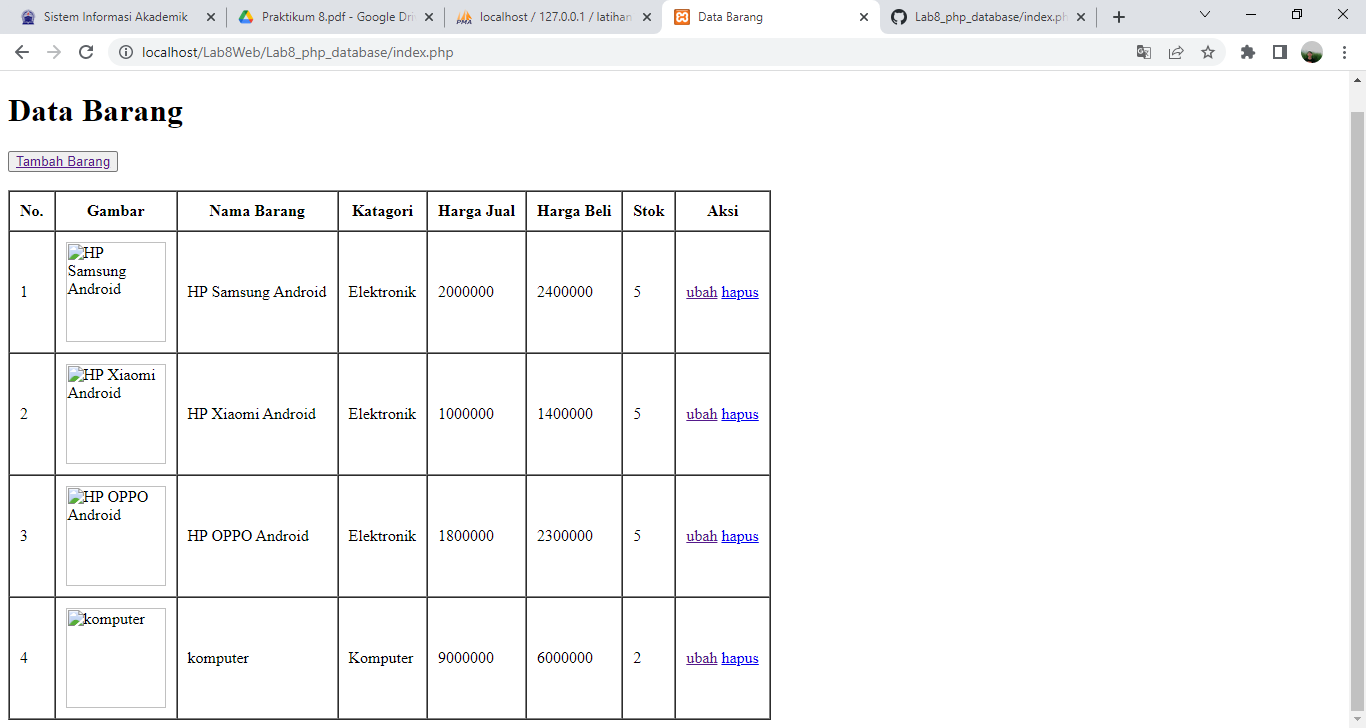 Sistem Informasi Akademik
Praktikum 8.pdf - Google Dri
localhost / 127.0.0.1 / latihan
Data Barang
Lab8_php_database/index.ph
localhost/Lab8Web/Lab8_php_database/index.php
Data Barang
Tambah Barang
No. Gambar Nama Barang Katagori Harga Jual Harga Beli Stok Aksi
HP
Samsung
Android
1 HP Samsung Android Elektronik 2000000 2400000 5 ubah hapus
HP Xiaomi
Android
2 HP Xiaomi Android Elektronik 1000000 1400000 5 ubah hapus
HP OPPO
Android
3 HP OPPO Android Elektronik 1800000 2300000 5 ubah hapus
komputer
4 komputer Komputer 9000000 6000000 2 ubah hapus